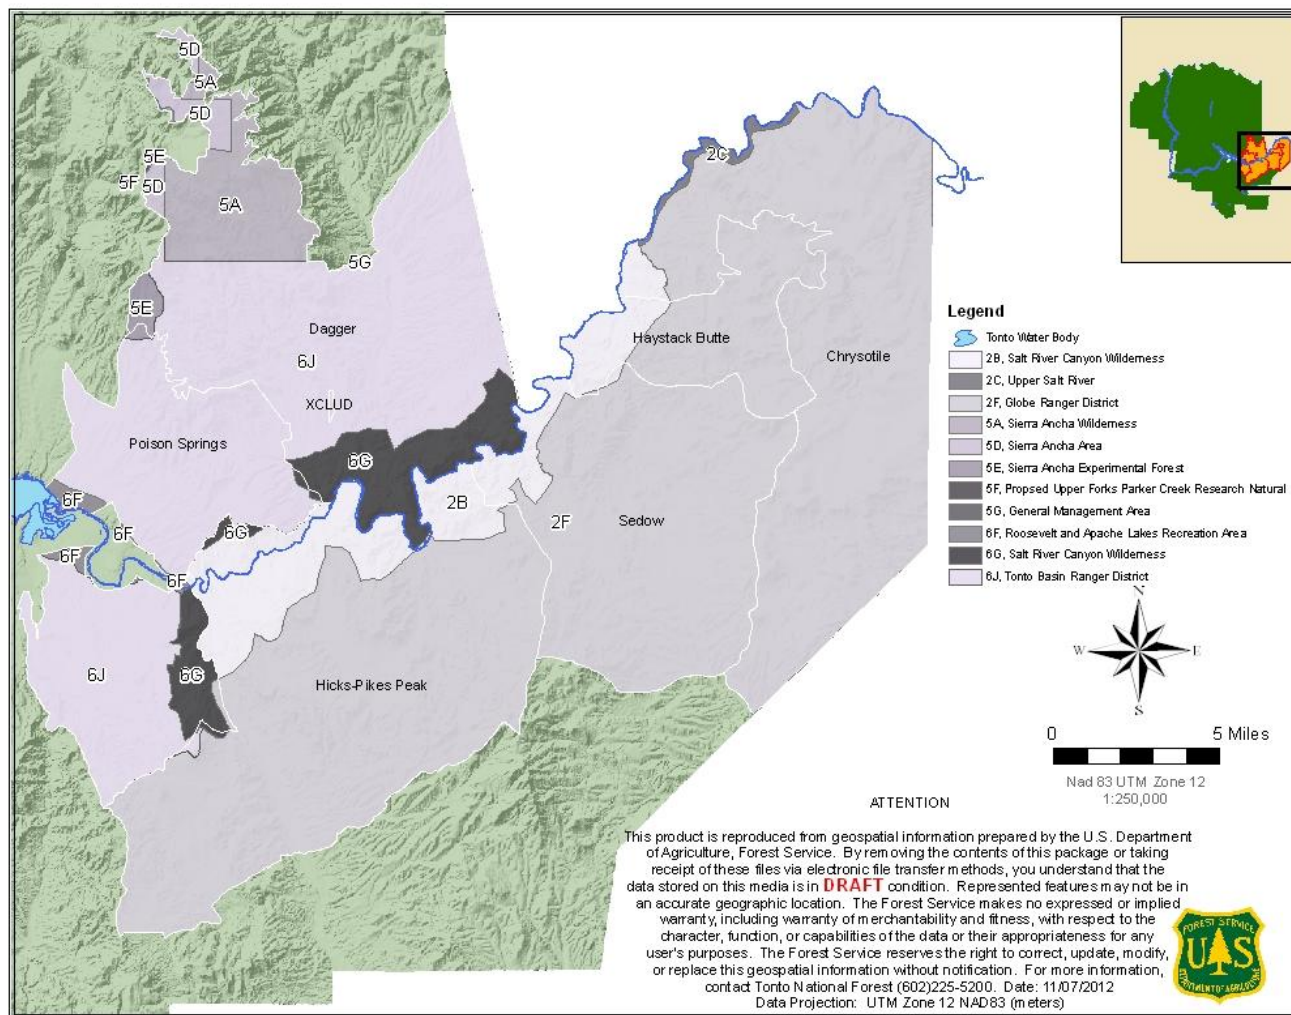 5D
5A
5D
2C
5E
5F
5D
5A
5G
5E
Dagger
Haystack Butte
6J
Chrysotile
XCLUD
Poison Springs
6G
6F
2B
6G
6F
2F
Sedow
6F
6F
6J
6G
Hicks-Pikes Peak
Legend
Tonto Water Body
2B, Salt River Canyon Wilderness
2C, Upper Salt River
2F, Globe Ranger District
5A, Sierra Ancha Wilderness
5D, Sierra Ancha Area
5E, Sierra Ancha Experimental Forest
5F, Propsed Upper Forks Parker Creek Research Natural
5G, General Management Area
6F, Roosevelt and Apache Lakes Recreation Area
6G, Salt River Canyon Wilderness
6J, Tonto Basin Ranger District
N
W E
S
0 5 Miles
Nad 83 UTM Zone 12
1:250,000
ATTENTION
This product is reproduced from geospatial information prepared by the U.S. Department
of Agriculture, Forest Service. By removing the contents of this package or taking
receipt of these files via electronic file transfer methods, you understand that the
data stored on this media is in DRAFT condition. Represented features may not be in
an accurate geographic location. The Forest Service makes no expressed or implied
warranty, including warranty of merchantability and fitness, with respect to the
character, function, or capabilities of the data or their appropriateness for any
user's purposes. The Forest Service reserves the right to correct, update, modify,
or replace this geospatial information without notification. For more information,
contact Tonto National Forest (602)225-5200. Date: 11/07/2012
Data Projection: UTM Zone 12 NAD83 (meters)
FOREST SERVICE
US
DEPARTMENT OF AGRICULTURE